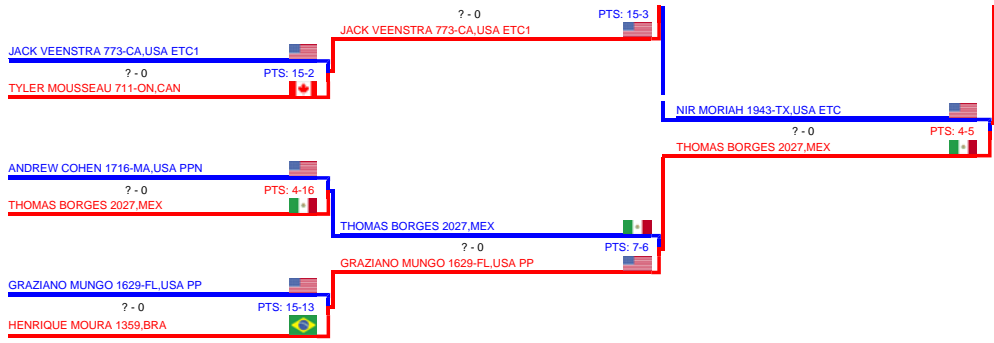 ? - 0
PTS: 15-3
JACK VEENSTRA 773-CA,USA ETC1
JACK VEENSTRA 773-CA,USA ETC1
? - 0
PTS: 15-2
TYLER MOUSSEAU 711-ON,CAN
NIR MORIAH 1943-TX,USA ETC
? - 0
PTS: 4-5
THOMAS BORGES 2027,MEX
ANDREW COHEN 1716-MA,USA PPN
? - 0
PTS: 4-16
THOMAS BORGES 2027,MEX
THOMAS BORGES 2027,MEX
? - 0
PTS: 7-6
GRAZIANO MUNGO 1629-FL,USA PP
GRAZIANO MUNGO 1629-FL,USA PP
? - 0
PTS: 15-13
HENRIQUE MOURA 1359,BRA